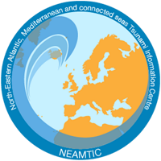 North-Eastern Atlantic, Mediterranean and connected seas Tsunami Information Centre
NEAMTIC